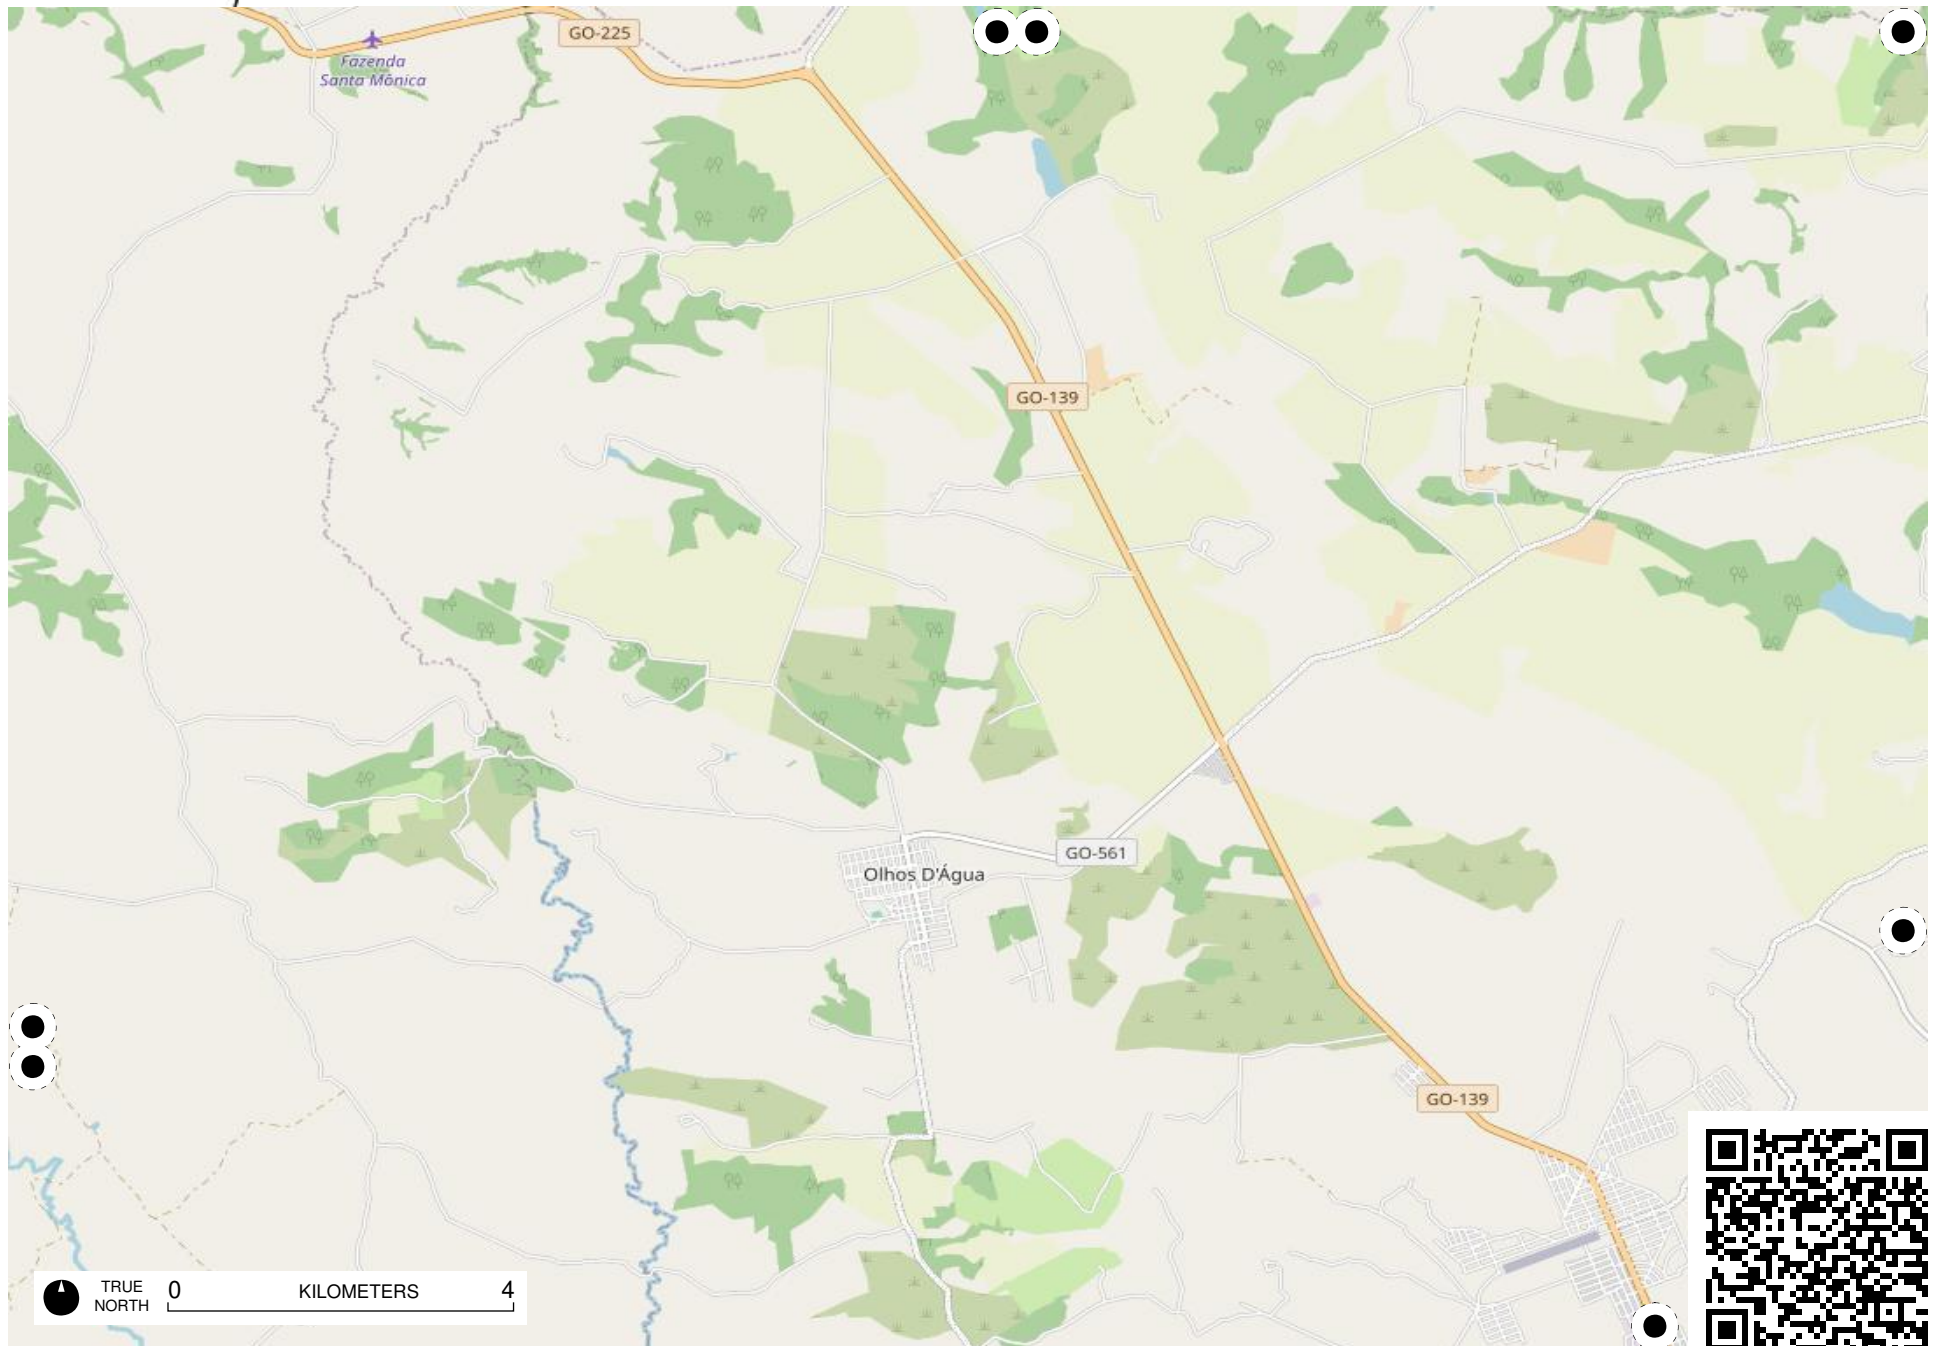 GO-225
Fazenda
Santa Mônica
GO-139
GO-561
Olhos D'Água
GO-139
TRUE
NORTH
0 KILOMETERS 4